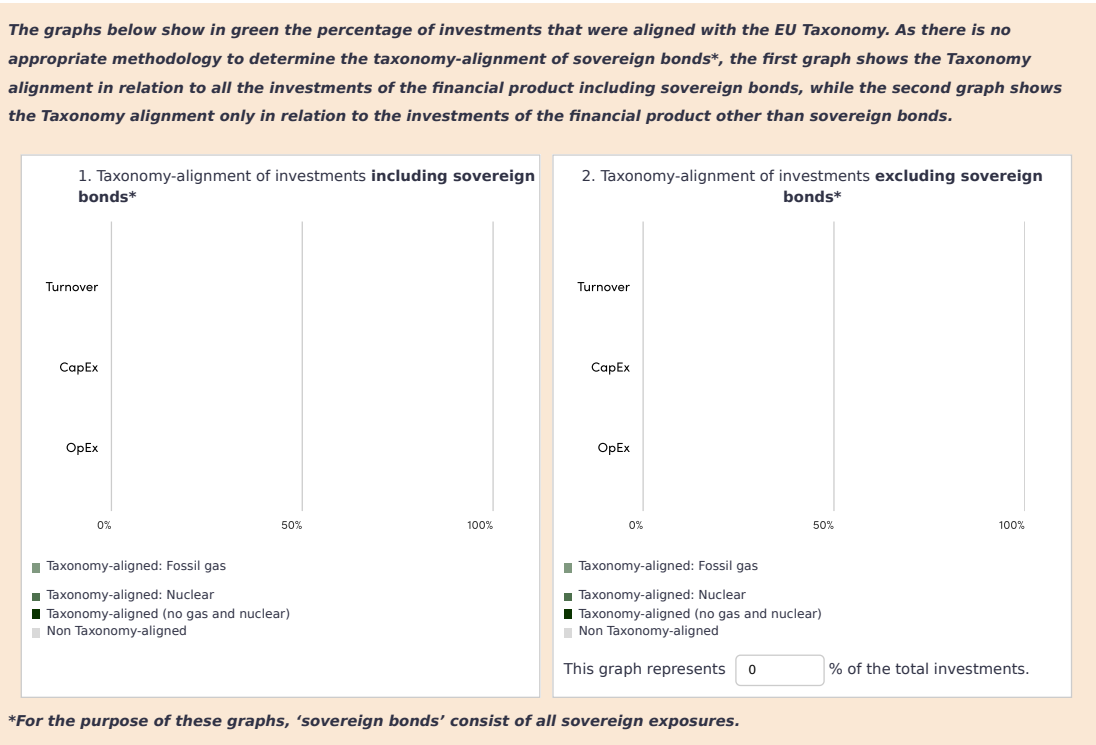 The graphs below show in green the percentage of investments that were aligned with the EU Taxonomy. As there is no
appropriate methodology to determine the taxonomy-alignment of sovereign bonds*, the first graph shows the Taxonomy
alignment in relation to all the investments of the financial product including sovereign bonds, while the second graph shows
the Taxonomy alignment only in relation to the investments of the financial product other than sovereign bonds.
1. Taxonomy-alignment of investments including sovereign
bonds*
Turnover
CapEx
OpEx
0% 50% 100%
Taxonomy-aligned: Fossil gas
Taxonomy-aligned: Nuclear
Taxonomy-aligned (no gas and nuclear)
Non Taxonomy-aligned
2. Taxonomy-alignment of investments excluding sovereign
bonds*
Turnover
CapEx
OpEx
0% 50% 100%
Taxonomy-aligned: Fossil gas
Taxonomy-aligned: Nuclear
Taxonomy-aligned (no gas and nuclear)
Non Taxonomy-aligned
This graph represents 0 % of the total investments.
*For the purpose of these graphs, ‘sovereign bonds’ consist of all sovereign exposures.